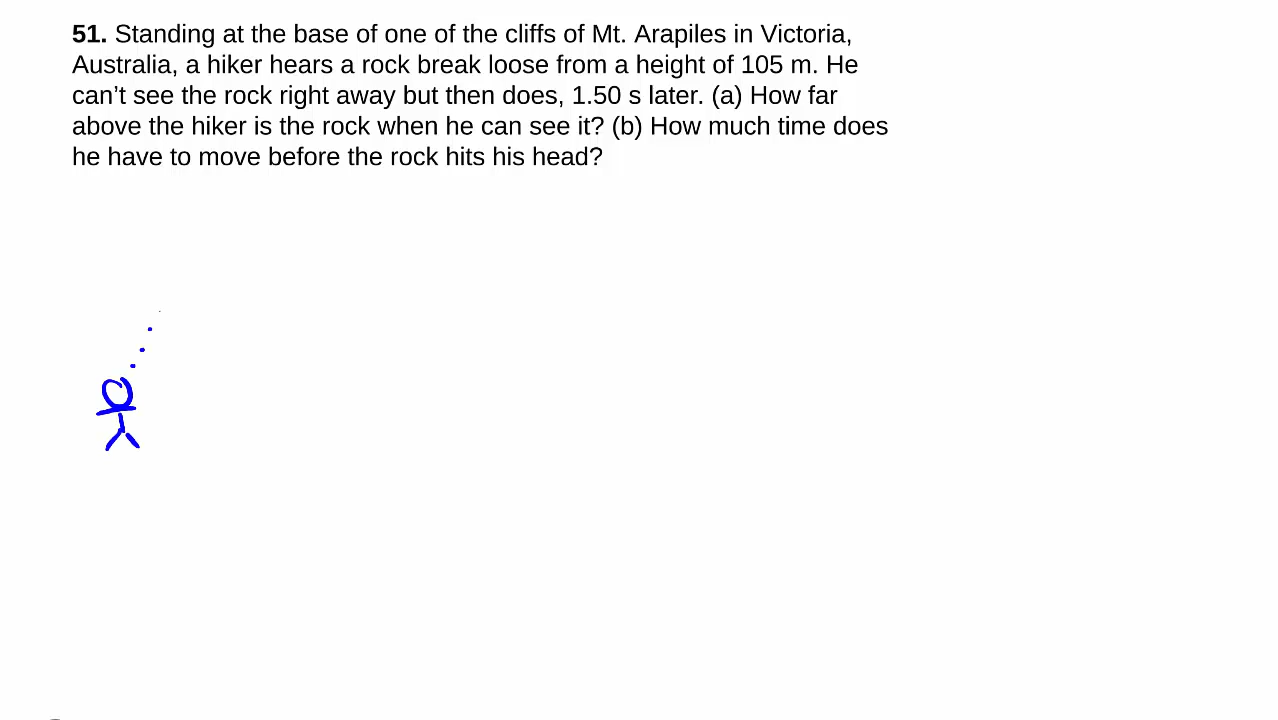 51. Standing at the base of one of the cliffs of Mt. Arapiles in Victoria,
Australia, a hiker hears a rock break loose from a height of 105 m. He
can’t see the rock right away but then does, 1.50 s later. (a) How far
above the hiker is the rock when he can see it? (b) How much time does
he have to move before the rock hits his head?